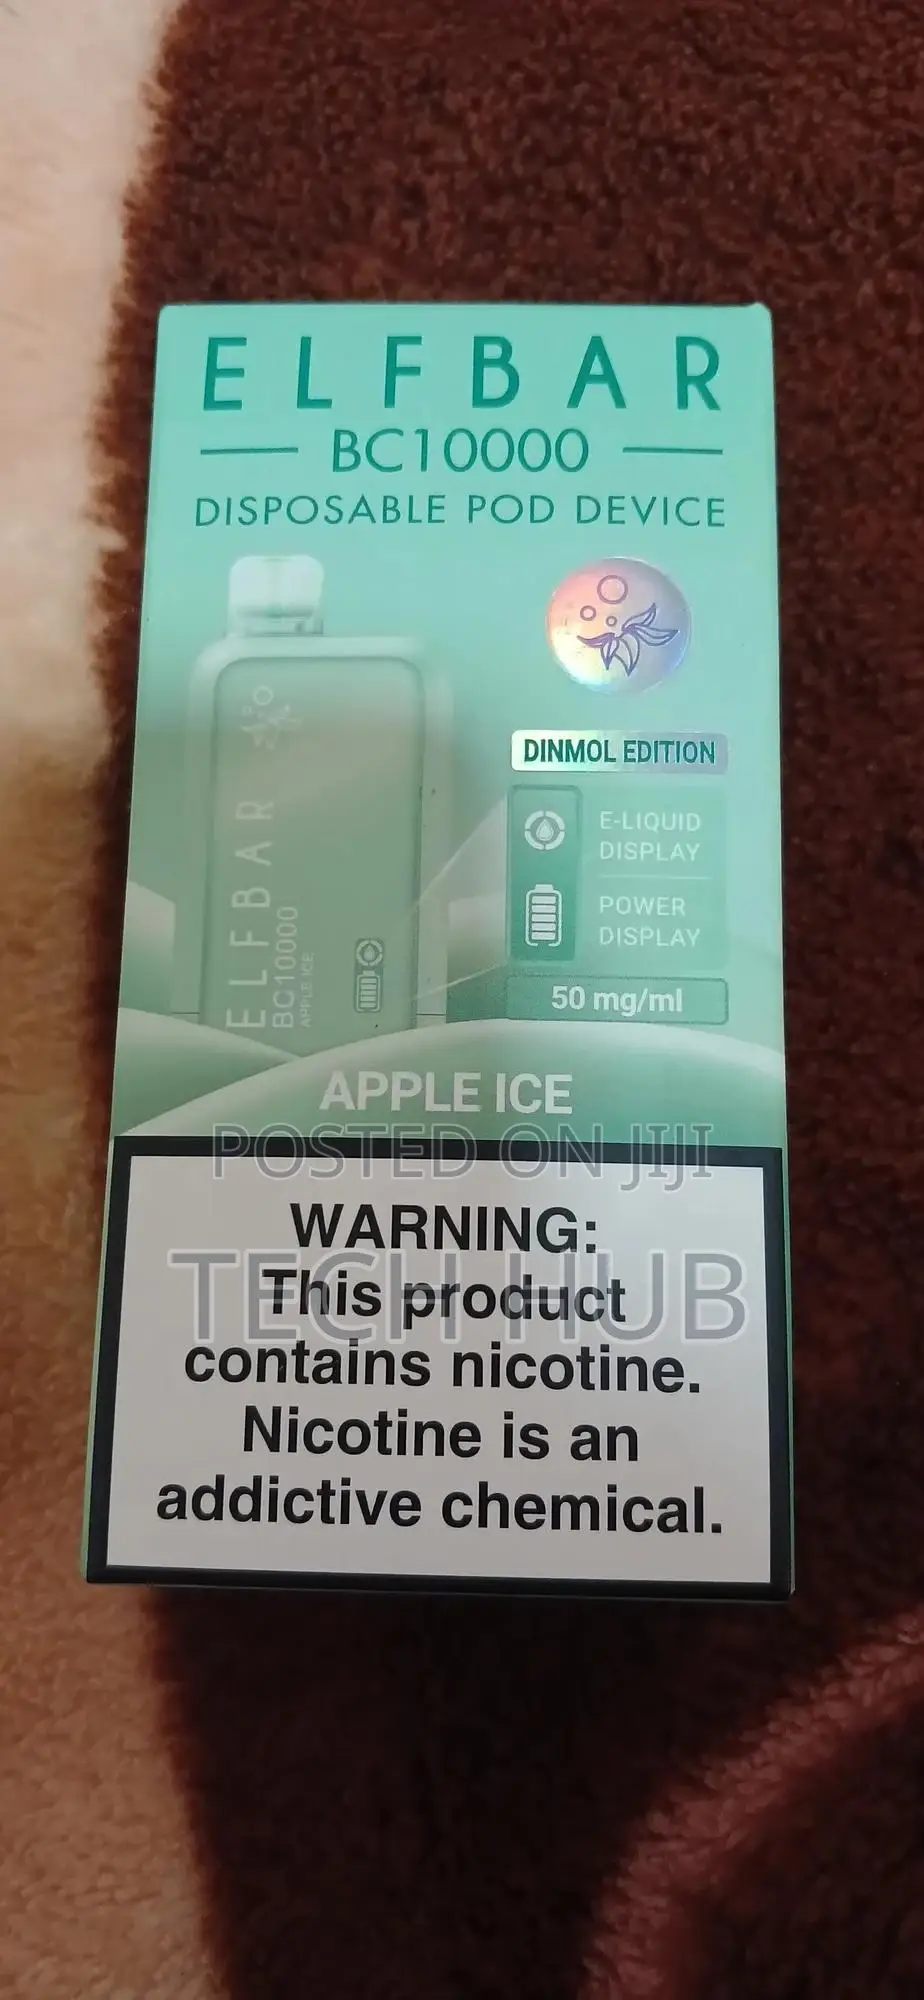 ELFBAR
BC10000
DISPOSABLE POD DEVICE
ELFBAR
BC10000
APPLE ICE
DINMOL EDITION
E-LIQUID
DISPLAY
POWER
DISPLAY
50 mg/ml
APPLE ICE
POSTED ON JIJI
WARNING:
TECH HUB
This product
contains nicotine.
Nicotine is an
addictive chemical.